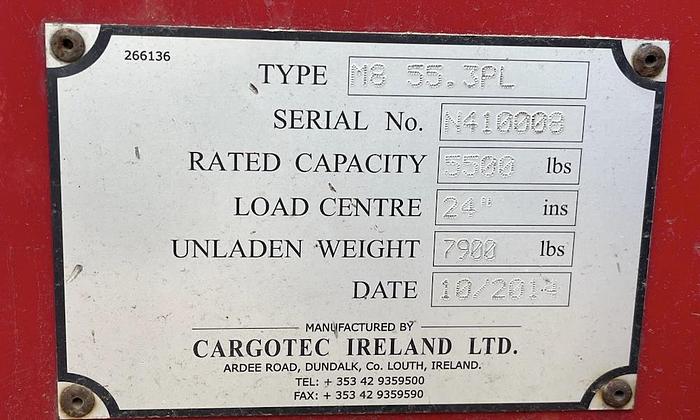 266136
TYPE M8 55.3PL
SERIAL No. N410008
RATED CAPACITY 5500 lbs
LOAD CENTRE 24" ins
UNLADEN WEIGHT 7900 lbs
DATE 10/2014
MANUFACTURED BY
CARGOTEC IRELAND LTD.
ARDEE ROAD, DUNDALK, Co. LOUTH, IRELAND.
TEL: + 353 42 9359500
FAX: + 353 42 9359590